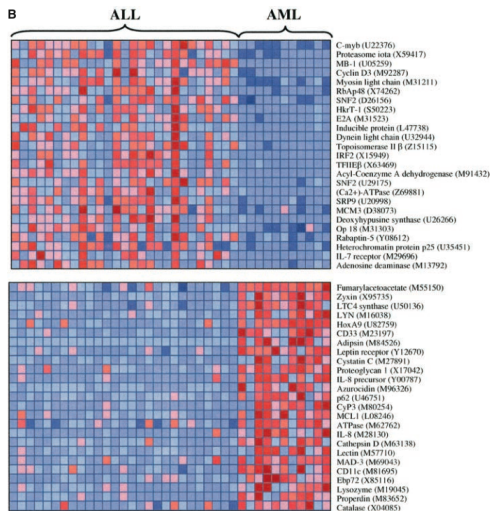 B
ALL
AML
C-myb (U22376)
Proteasome iota (X59417)
MB-1 (U05259)
Cyclin D3 (M92287)
Myosin light chain (M31211)
RbAp48 (X74262)
SNF2 (D26156)
HkrT-1 (S50223)
E2A (M31523)
Inducible protein (L47738)
Dynein light chain (U32944)
Topoisomerase II β (Z15115)
IRF2 (X15949)
TFIIEβ (X63469)
Acyl-Coenzyme A dehydrogenase (M91432)
SNF2 (U29175)
(Ca2+)-ATPase (Z69881)
SRP9 (U20998)
MCM3 (D38073)
Deoxyhypusine synthase (U26266)
Op 18 (M31303)
Rabaptin-5 (Y08612)
Heterochromatin protein p25 (U35451)
IL-7 receptor (M29696)
Adenosine deaminase (M13792)
Fumarylacetoacetate (M55150)
Zyxin (X95735)
LTC4 synthase (U50136)
LYN (M16038)
HoxA9 (U82759)
CD33 (M23197)
Adipsin (M84526)
Leptin receptor (Y12670)
Cystatin C (M27891)
Proteoglycan 1 (X17042)
IL-8 precursor (Y00787)
Azurocidin (M96326)
p62 (U46751)
CyP3 (M80254)
MCL1 (L08246)
ATPase (M62762)
IL-8 (M28130)
Cathepsin D (M63138)
Lectin (M57710)
MAD-3 (M69043)
CD11c (M81695)
Ebp72 (X85116)
Lysozyme (M19045)
Properdin (M83652)
Catalase (X04085)